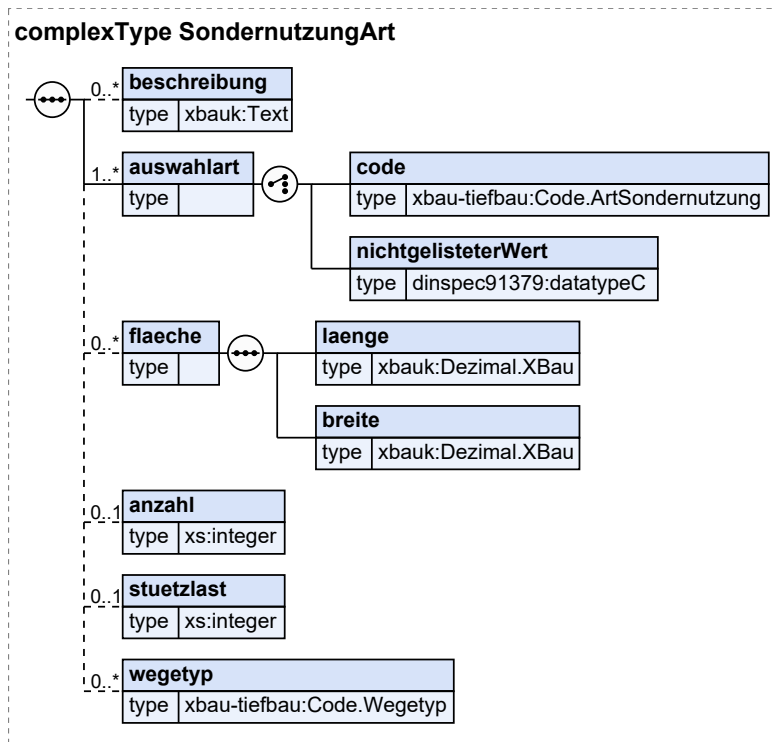 complexType SondernutzungArt
0..* beschreibung
type xbauk:Text
1..* auswahlart
type
code
type xbau-tiefbau:Code.ArtSondernutzung
nichtgelisteterWert
type dinspec91379:datatypeC
0..* flaeche
type
laenge
type xbauk:Dezimal.XBau
breite
type xbauk:Dezimal.XBau
0..1 anzahl
type xs:integer
0..1 stuetzlast
type xs:integer
0..* wegetyp
type xbau-tiefbau:Code.Wegetyp